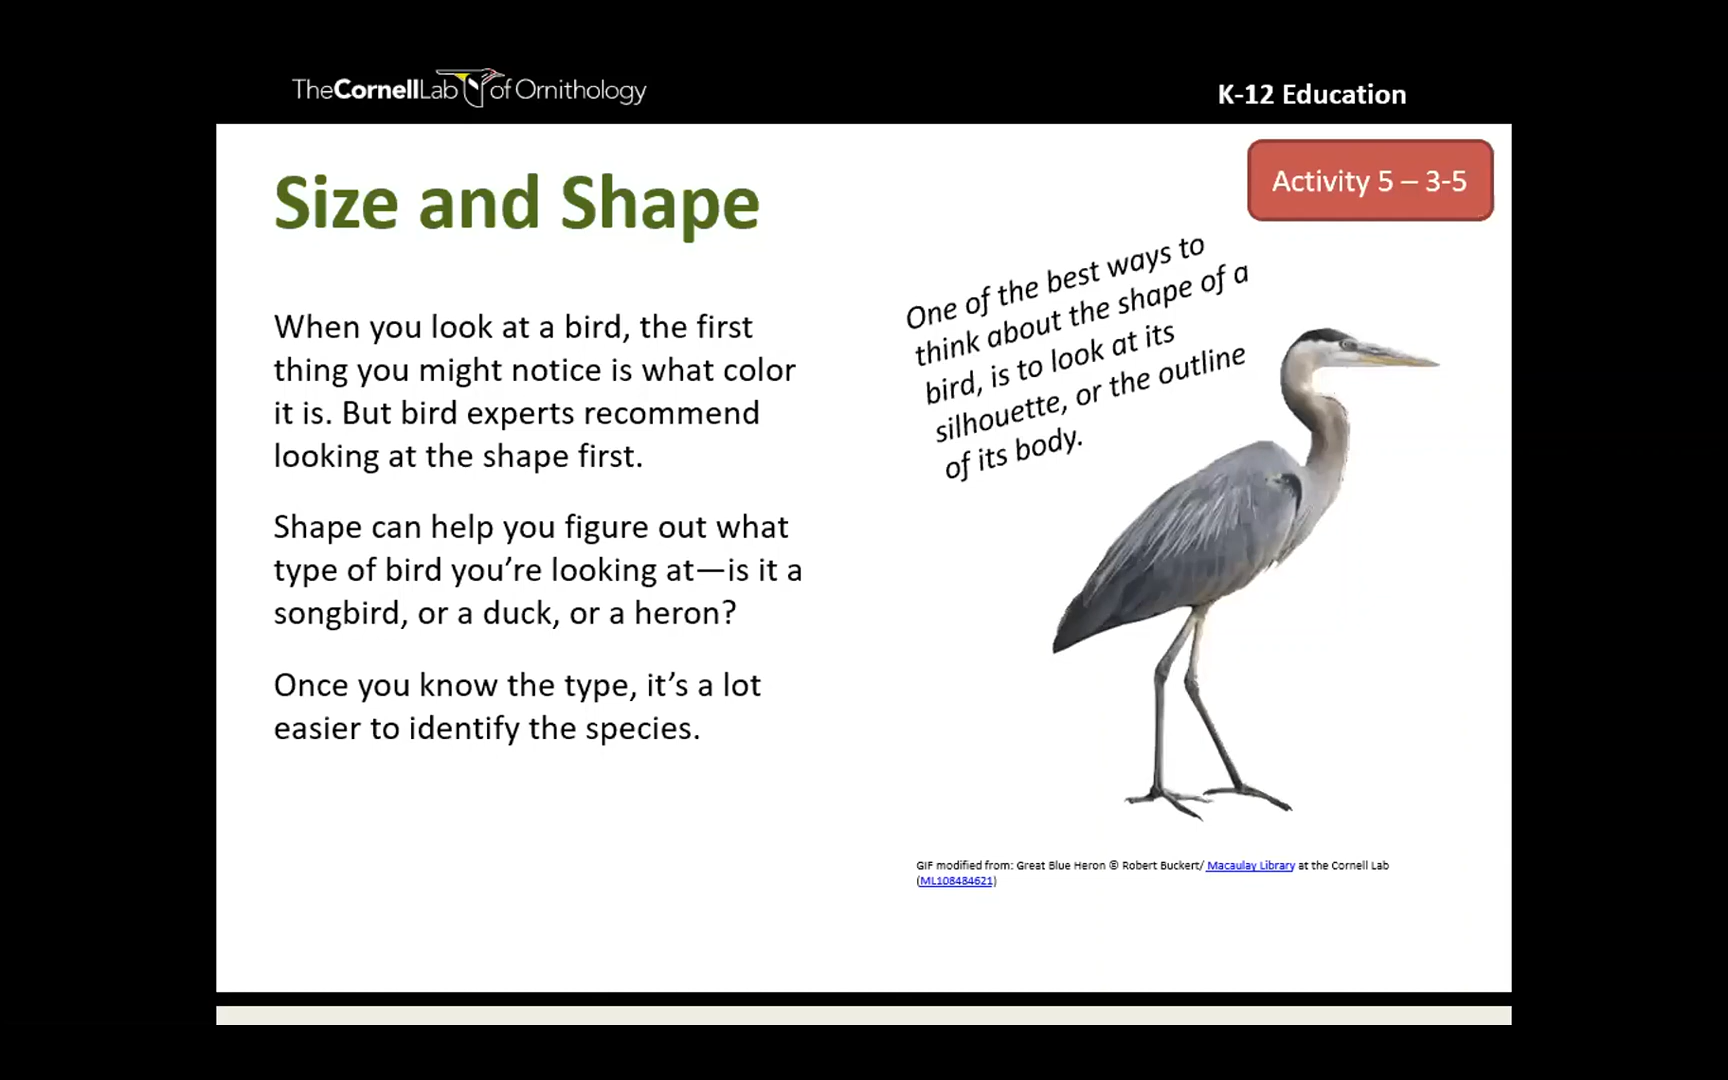 The CornellLab of Ornithology
K-12 Education
Activity 5 – 3-5
Size and Shape
When you look at a bird, the first
thing you might notice is what color
it is. But bird experts recommend
looking at the shape first.
Shape can help you figure out what
type of bird you’re looking at—is it a
songbird, or a duck, or a heron?
Once you know the type, it’s a lot
easier to identify the species.
One of the best ways to
think about the shape of a
bird, is to look at its
silhouette, or the outline
of its body.
GIF modified from: Great Blue Heron © Robert Buckert/ Macaulay Library at the Cornell Lab
(ML108484621)